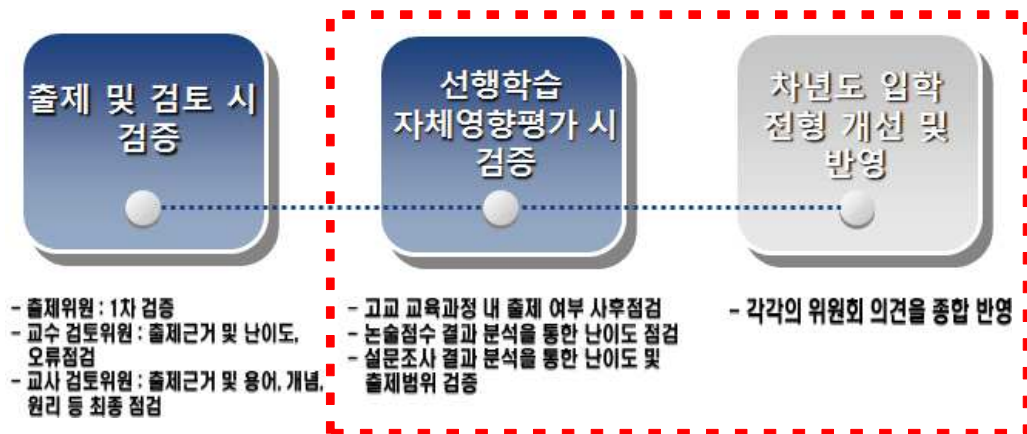 출제 및 검토 시
검증
선행학습
자체영향평가 시
검증
차년도 입학
전형 개선 및
반영
- 출제위원 : 1차 검증
- 교수 검토위원 : 출제근거 및 난이도,
오류점검
- 교사 검토위원 : 출제근거 및 용어, 개념,
원리 등 최종 점검
- 고교 교육과정 내 출제 여부 사후점검
- 논술점수 결과 분석을 통한 난이도 점검
- 설문조사 결과 분석을 통한 난이도 및
출제범위 검증
- 각각의 위원회 의견을 종합 반영